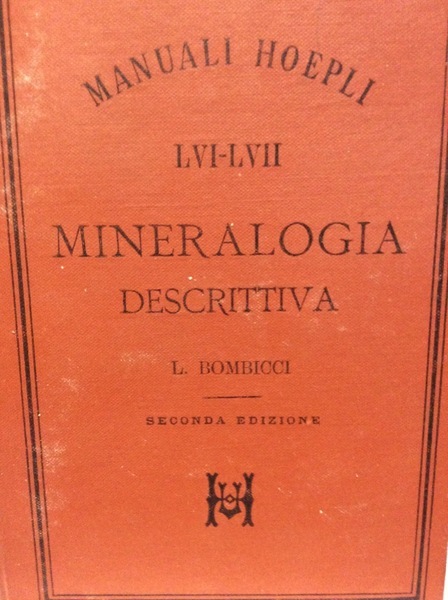 MANUALI HOEPLI
LVI-LVII
MINERALOGIA
DESCRITTIVA
L. BOMBICCI
SECONDA EDIZIONE